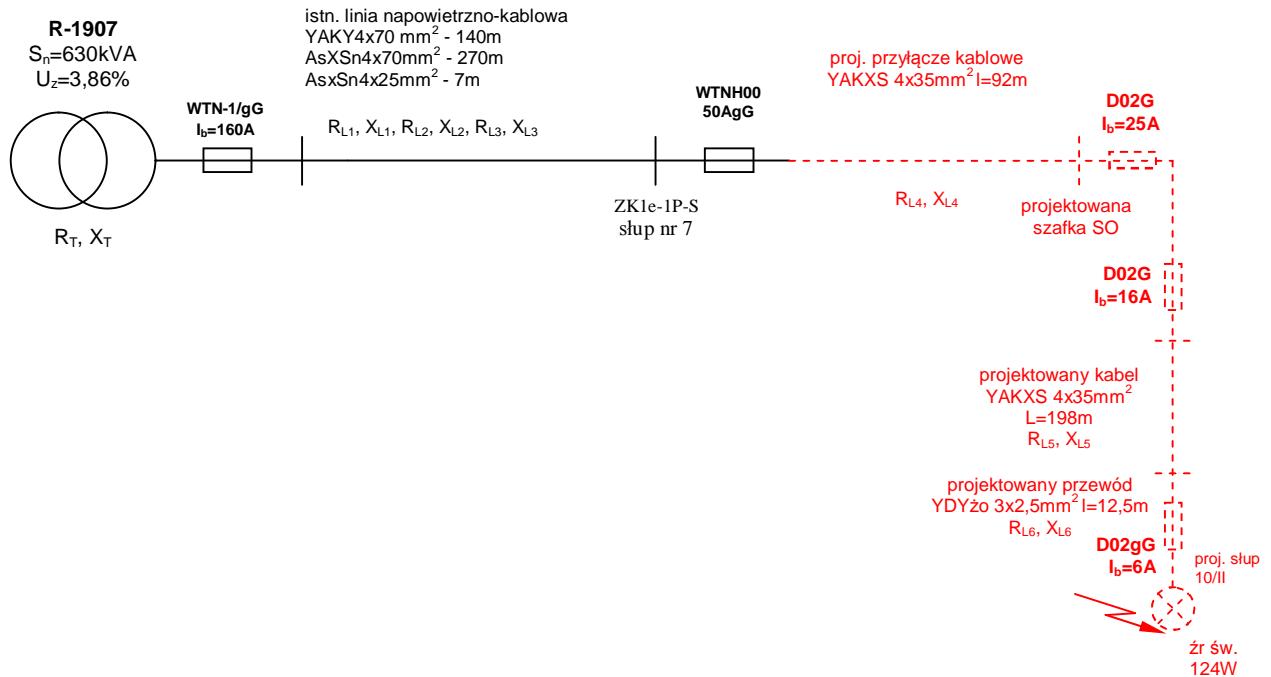 R-1907
Sn=630kVA
Uz=3,86%
RT, XT
WTN-1/gG
Ib=160A
istn. linia napowietrzno-kablowa
YAKY4x70 mm² - 140m
AsXSn4x70mm² - 270m
AsxSn4x25mm² - 7m
RL1, XL1, RL2, XL2, RL3, XL3
ZK1e-1P-S
słup nr 7
WTNH00
50AgG
proj. przyłącze kablowe
YAKXS 4x35mm² l=92m
RL4, XL4
D02G
Ib=25A
projektowana
szafka SO
D02G
Ib=16A
projektowany kabel
YAKXS 4x35mm²
L=198m
RL5, XL5
projektowany przewód
YDYżo 3x2,5mm² l=12,5m
RL6, XL6
D02gG
Ib=6A
proj. słup
10/II
źr św.
124W